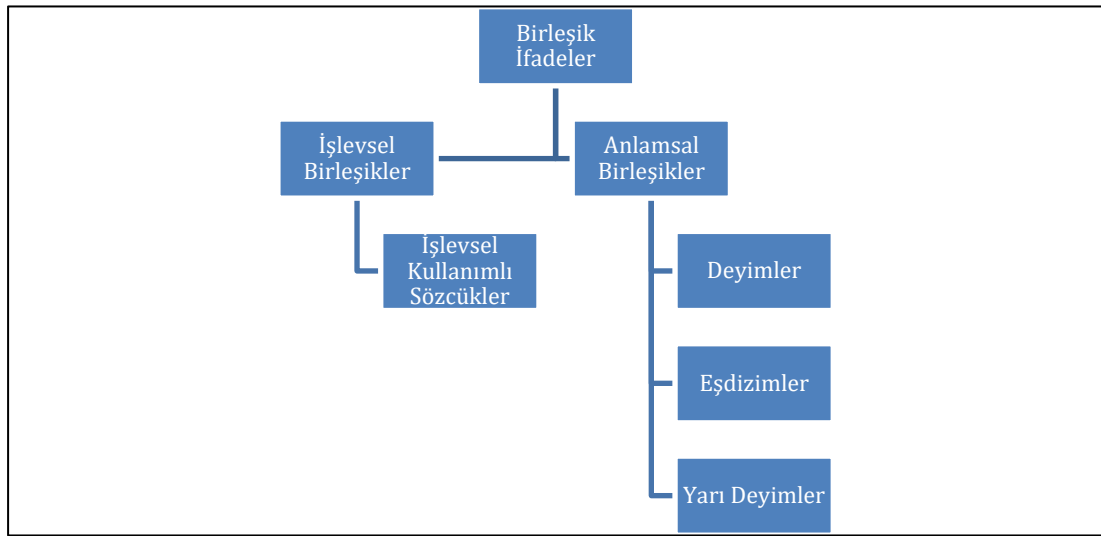 Birleşik
İfadeler
İşlevsel
Birleşikler
Anlamsal
Birleşikler
İşlevsel
Kullanımlı
Sözcükler
Deyimler
Eşdizimler
Yarı Deyimler